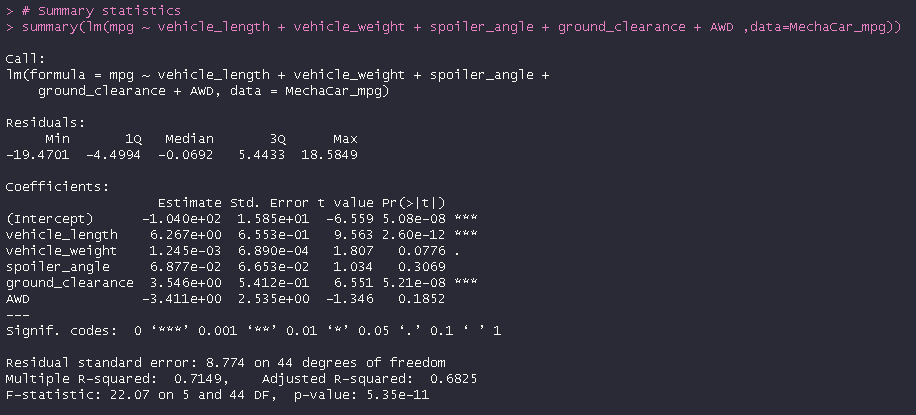 > # Summary statistics
> summary(lm(mpg ~ vehicle_length + vehicle_weight + spoiler_angle + ground_clearance + AWD ,data=MechaCar_mpg))
Call:
lm(formula = mpg ~ vehicle_length + vehicle_weight + spoiler_angle +
    ground_clearance + AWD, data = MechaCar_mpg)
Residuals:
     Min       1Q   Median       3Q      Max
-19.4701  -4.4994  -0.0692   5.4433  18.5849
Coefficients:
                   Estimate Std. Error t value Pr(>|t|)
(Intercept)      -1.040e+02  1.585e+01  -6.559 5.08e-08 ***
vehicle_length    6.267e+00  6.553e-01   9.563 2.60e-12 ***
vehicle_weight    1.245e-03  6.890e-04   1.807   0.0776 .
spoiler_angle     6.877e-02  6.653e-02   1.034   0.3069
ground_clearance  3.546e+00  5.412e-01   6.551 5.21e-08 ***
AWD              -3.411e+00  2.535e+00  -1.346   0.1852
---
Signif. codes:  0 ‘***’ 0.001 ‘**’ 0.01 ‘*’ 0.05 ‘.’ 0.1 ‘ ’ 1
Residual standard error: 8.774 on 44 degrees of freedom
Multiple R-squared:  0.7149,    Adjusted R-squared:  0.6825
F-statistic: 22.07 on 5 and 44 DF,  p-value: 5.35e-11